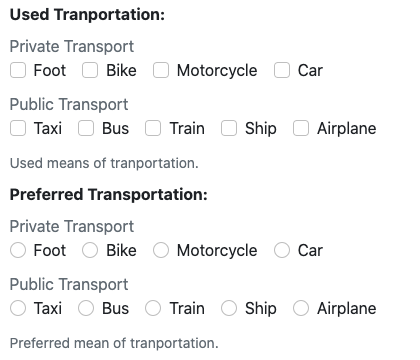 Used Tranportation:
Private Transport
Foot Bike Motorcycle Car
Public Transport
Taxi Bus Train Ship Airplane
Used means of tranportation.
Preferred Transportation:
Private Transport
Foot Bike Motorcycle Car
Public Transport
Taxi Bus Train Ship Airplane
Preferred mean of tranportation.